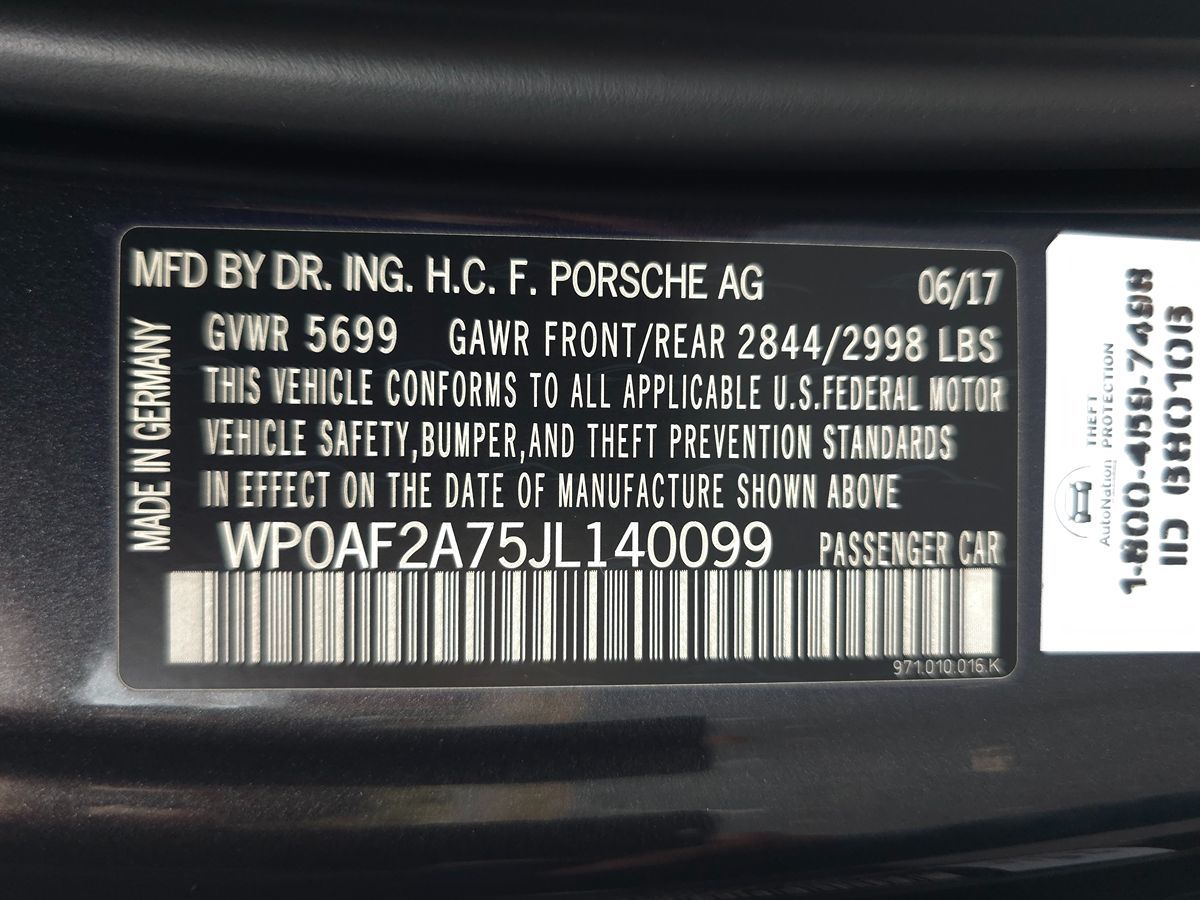 MFD BY DR. ING. H.C. F. PORSCHE AG 06/17
GVWR 5699 GAWR FRONT/REAR 2844/2998 LBS
THIS VEHICLE CONFORMS TO ALL APPLICABLE U.S.FEDERAL MOTOR
VEHICLE SAFETY,BUMPER,AND THEFT PREVENTION STANDARDS
IN EFFECT ON THE DATE OF MANUFACTURE SHOWN ABOVE
WP0AF2A75JL140099 PASSENGER CAR
971.010.016.K
MADE IN GERMANY
AutoNation
THEFT
PROTECTION
1-800-459-7498
ID B8010B